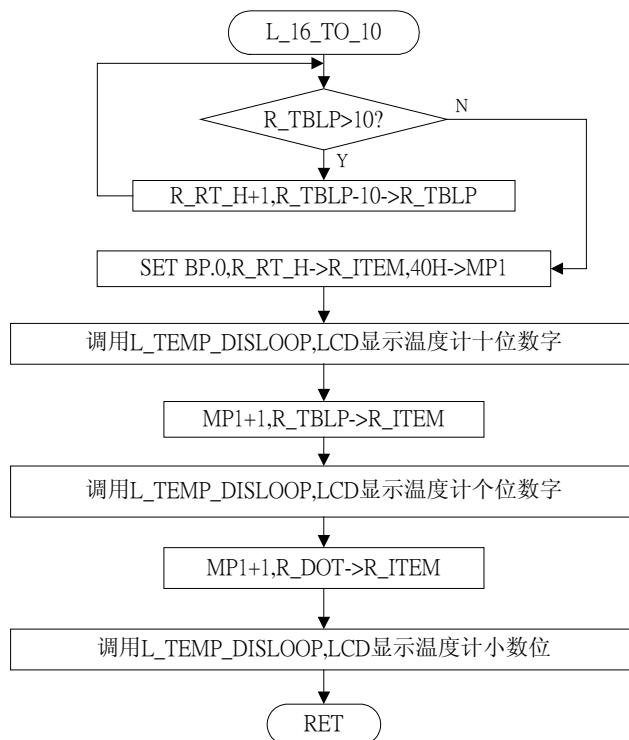 L_16_TO_10
R_TBLP>10?
N
Y
R_RT_H+1,R_TBLP-10->R_TBLP
SET BP.0,R_RT_H->R_ITEM,40H->MP1
调用L_TEMP_DISLOOP,LCD显示温度计十位数字
MP1+1,R_TBLP->R_ITEM
调用L_TEMP_DISLOOP,LCD显示温度计个位数字
MP1+1,R_DOT->R_ITEM
调用L_TEMP_DISLOOP,LCD显示温度计小数位
RET